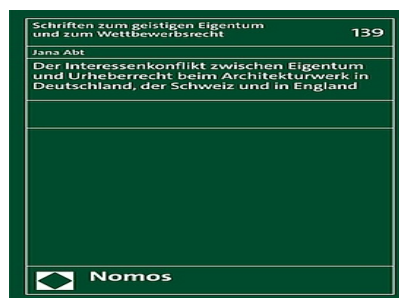 Schriften zum geistigen Eigentum
und zum Wettbewerbsrecht
139
Jana Abt
Der Interessenkonflikt zwischen Eigentum
und Urheberrecht beim Architekturwerk in
Deutschland, der Schweiz und in England
Nomos